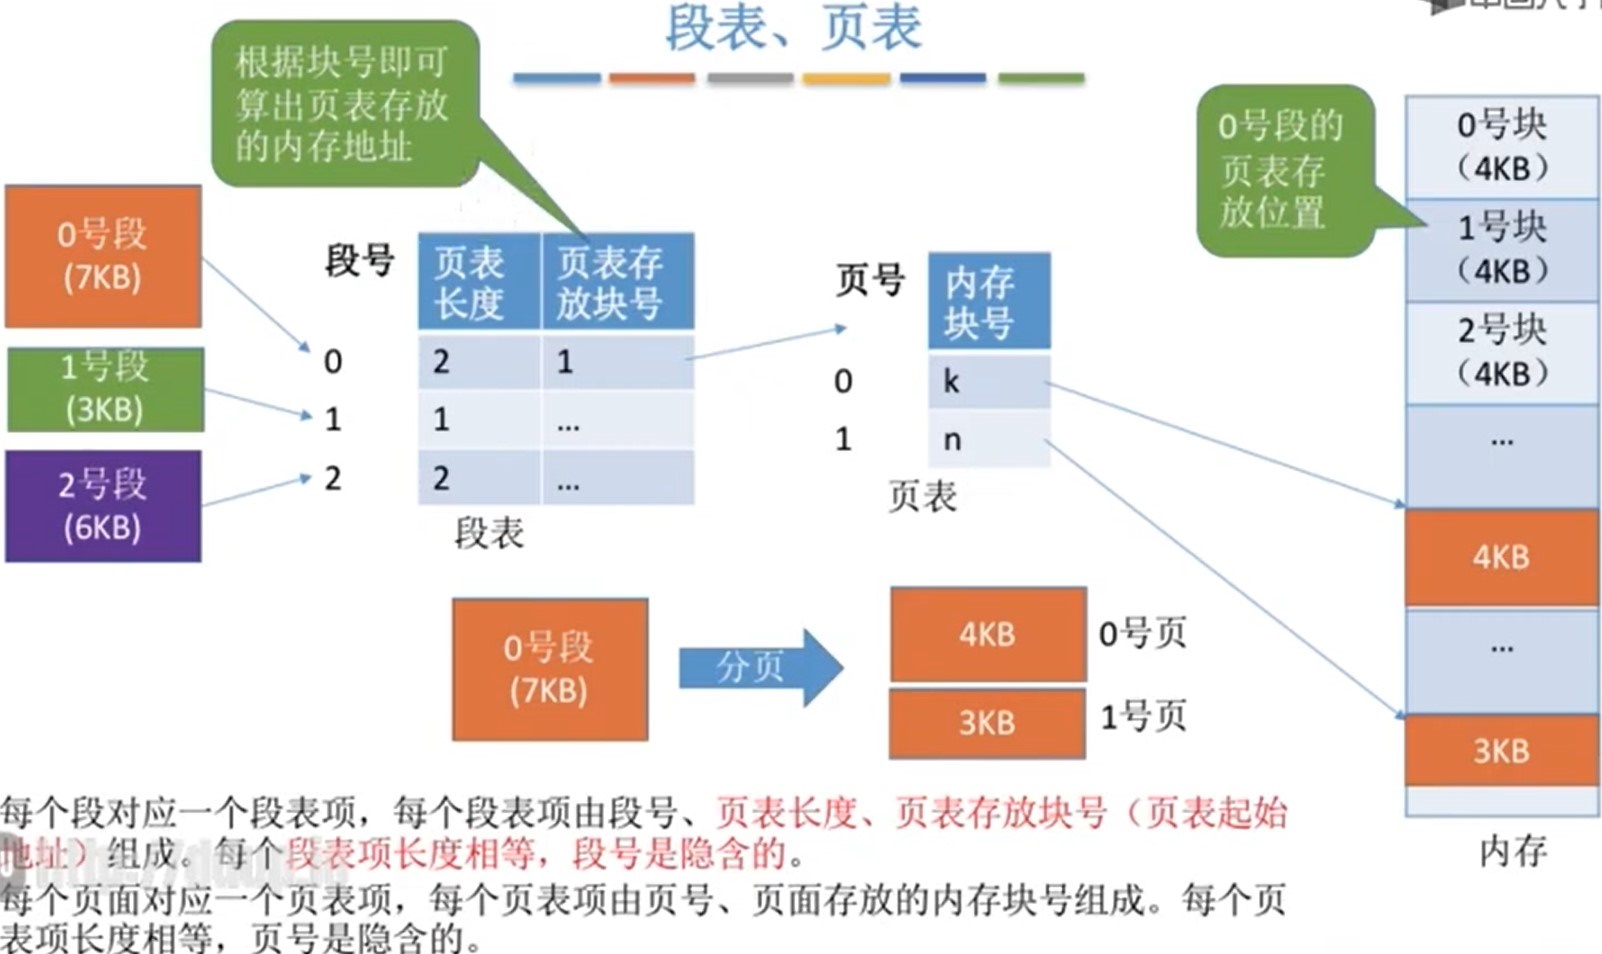 段表、页表
根据块号即可
算出页表存放
的内存地址
0号段的
页表存
放位置
0号段
(7KB)
1号段
(3KB)
2号段
(6KB)
段号
页表
长度
页表存
放块号
0
2
1
1
1
...
2
2
...
段表
页号
内存
块号
0
k
1
n
页表
0号块
（4KB）
1号块
（4KB）
2号块
（4KB）
...
4KB
...
3KB
内存
0号段
(7KB)
分页
4KB
0号页
3KB
1号页
每个段对应一个段表项，每个段表项由段号、页表长度、页表存放块号（页表起始
地址）组成。每个段表项长度相等，段号是隐含的。
每个页面对应一个页表项，每个页表项由页号、页面存放的内存块号组成。每个页
表项长度相等，页号是隐含的。